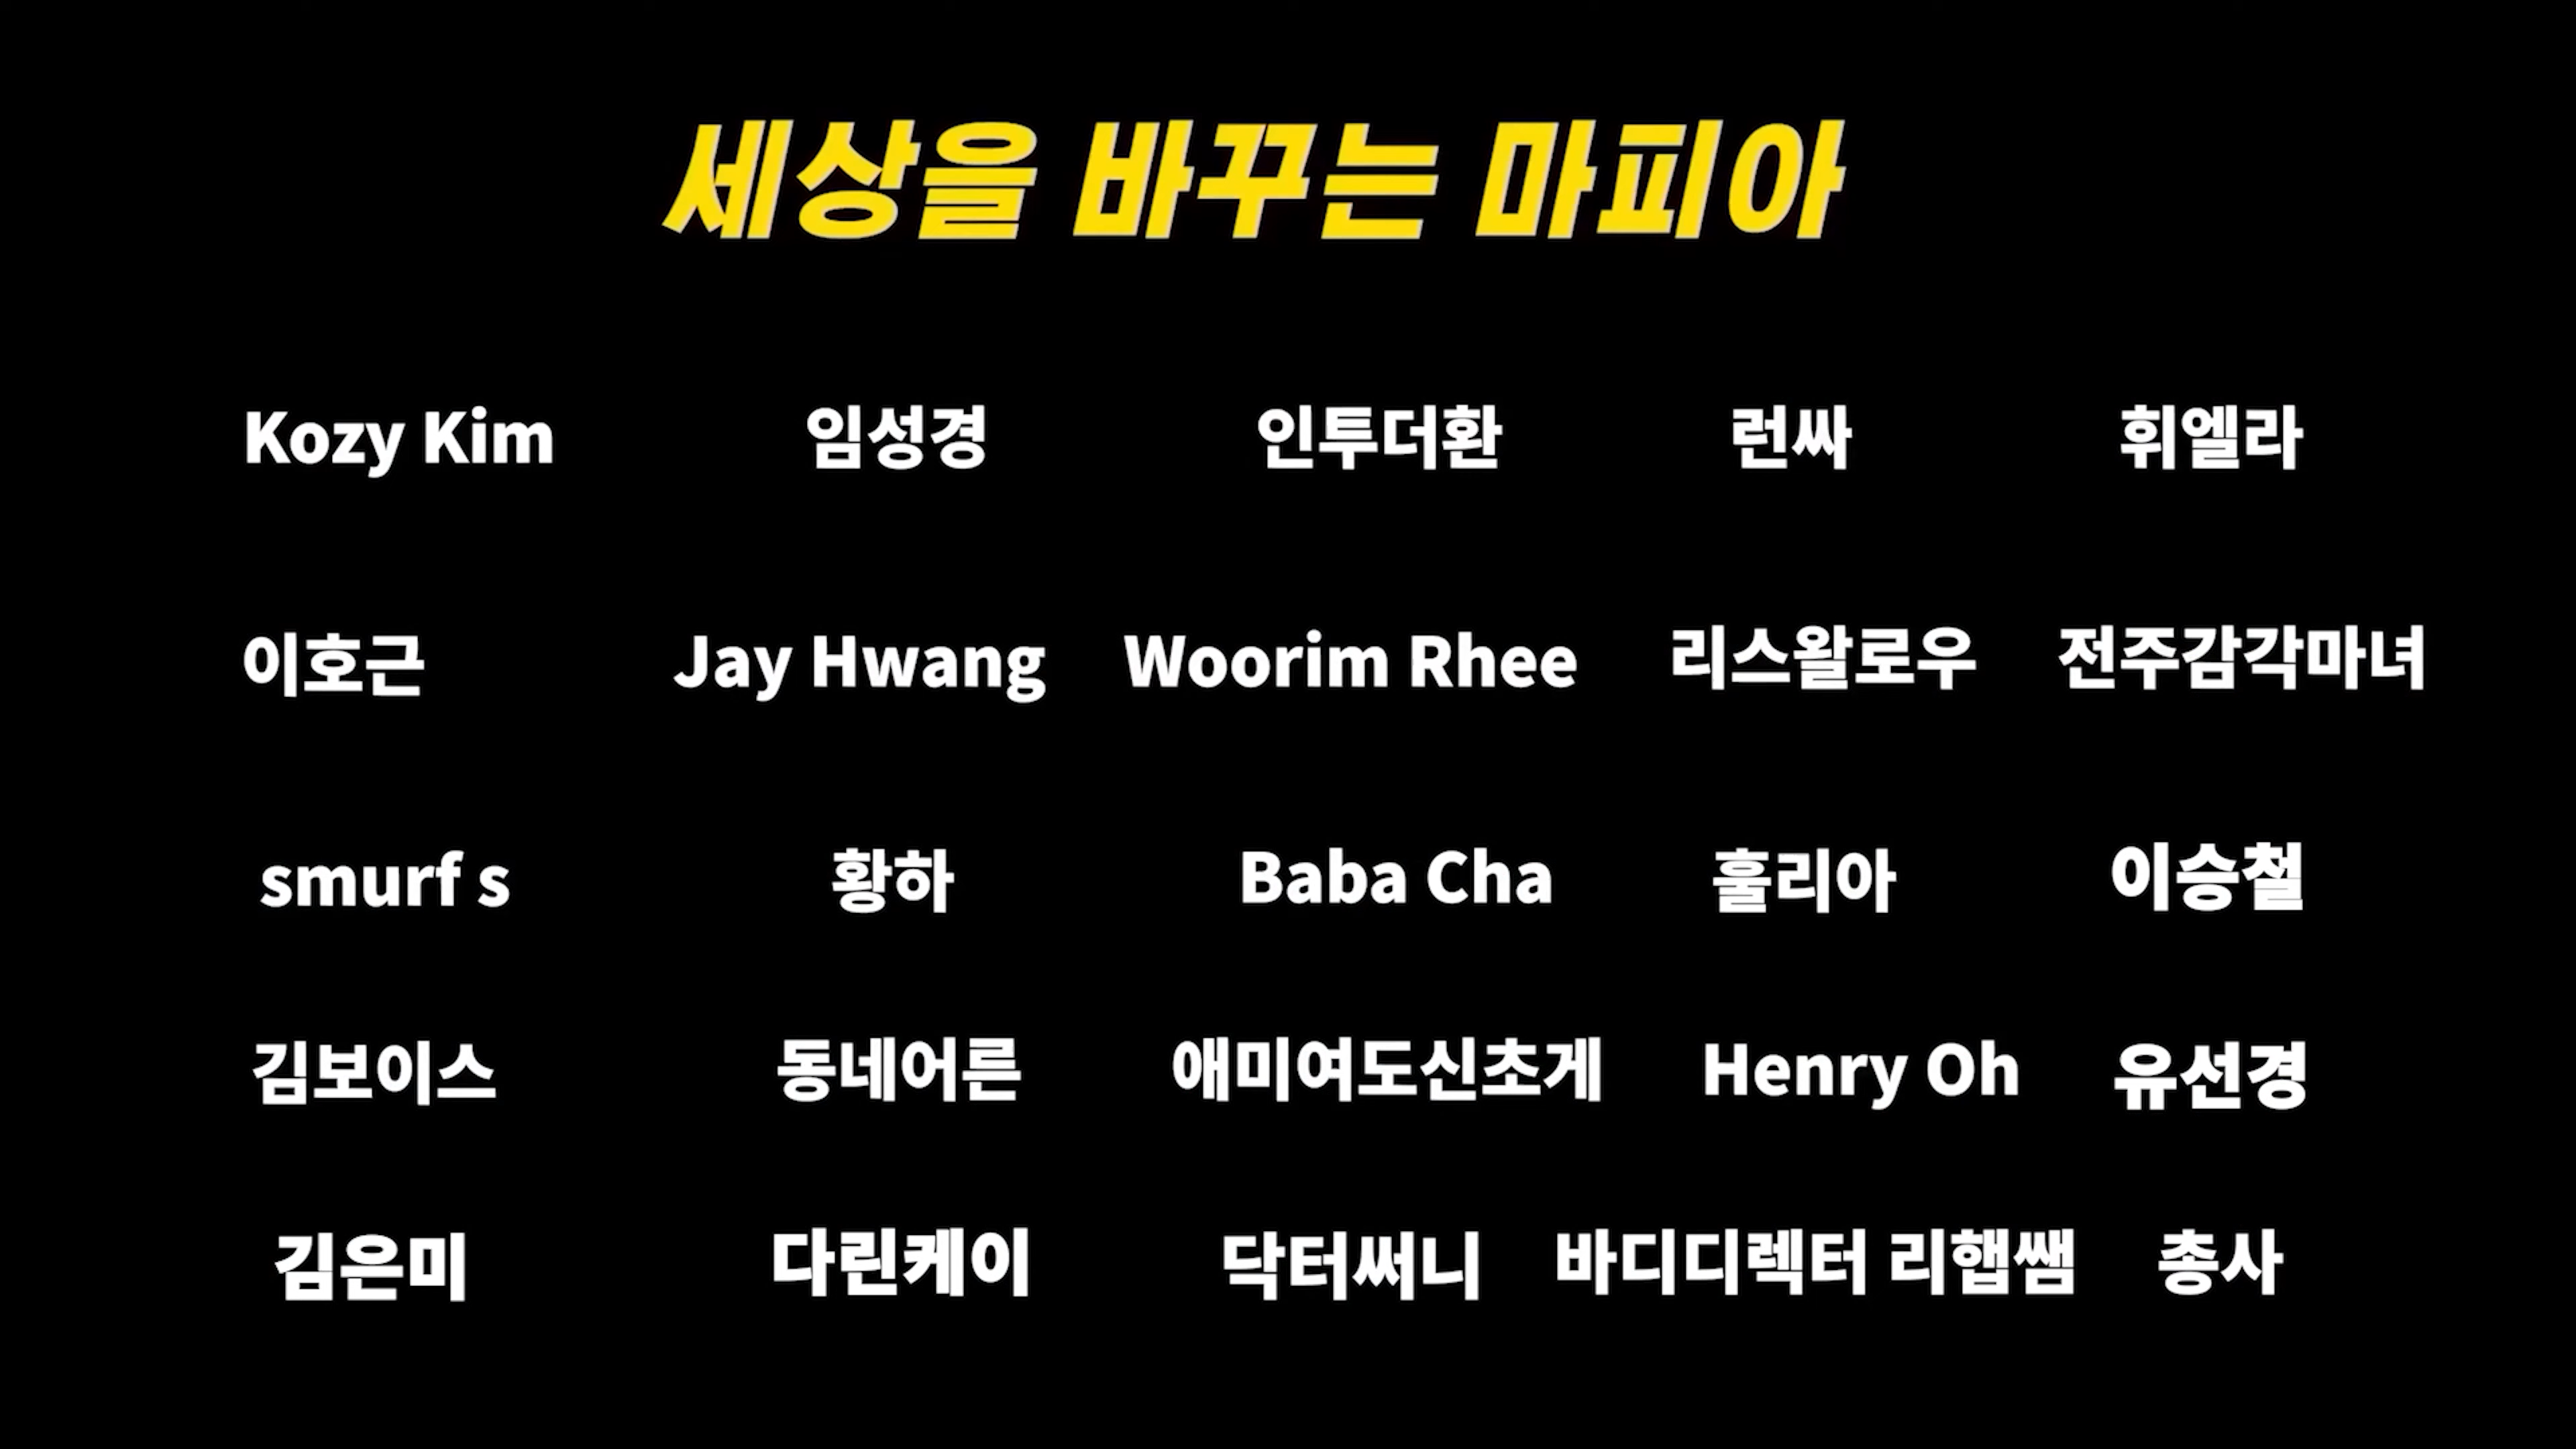 세상을 바꾸는 마피아
Kozy Kim 임성경 인투더환 런싸 휘엘라
이호근 Jay Hwang Woorim Rhee 리스왈로우 전주감각마녀
smurf s 황하 Baba Cha 훌리아 이승철
김보이스 동네어른 애미여도신초게 Henry Oh 유선경
김은미 다린케이 닥터써니 바디디렉터 리햅쌤 총사